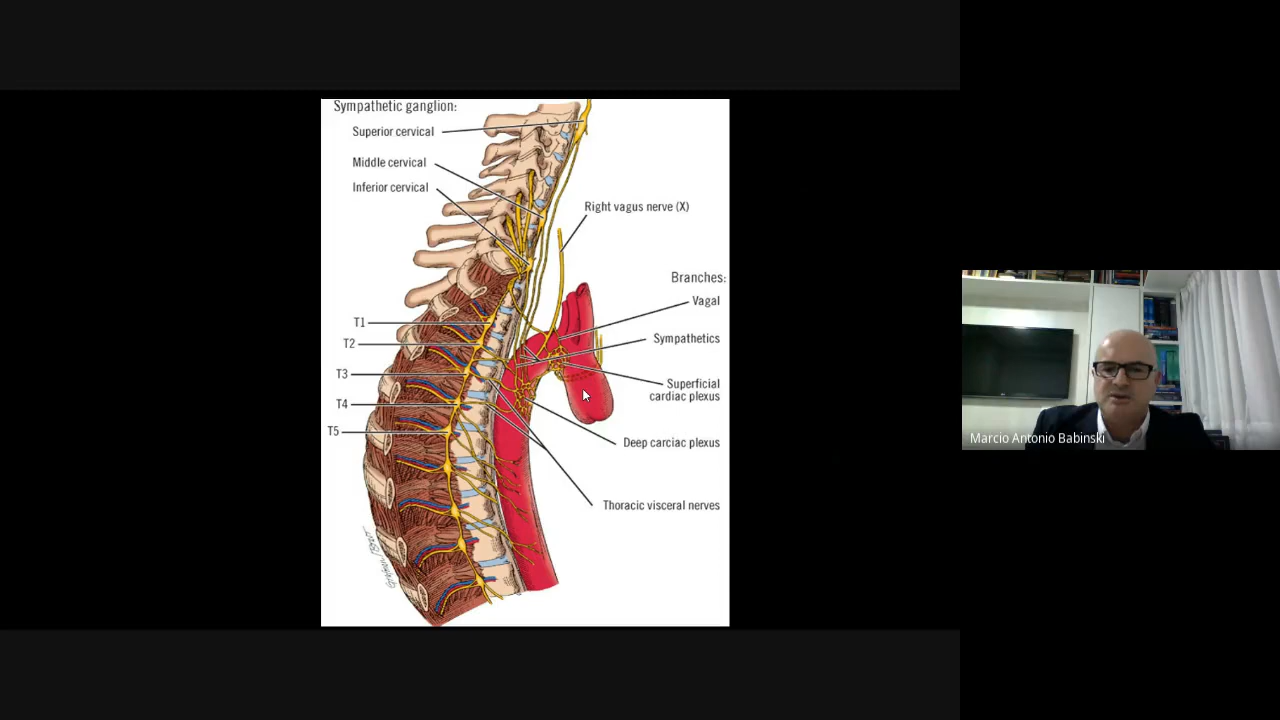 Sympathetic ganglion:
Superior cervical
Middle cervical
Inferior cervical
Right vagus nerve (X)
Branches:
Vagal
T1
T2
Sympathetics
T3
Superficial
cardiac plexus
T4
T5
Deep carciac plexus
Thoracic visceral nerves
Marcio Antonio Babinski